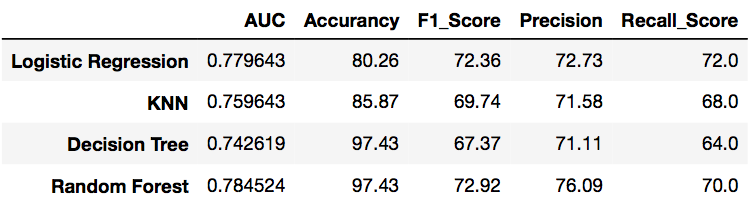 AUC Accurancy F1_Score Precision Recall_Score
Logistic Regression 0.779643 80.26 72.36 72.73 72.0
KNN 0.759643 85.87 69.74 71.58 68.0
Decision Tree 0.742619 97.43 67.37 71.11 64.0
Random Forest 0.784524 97.43 72.92 76.09 70.0